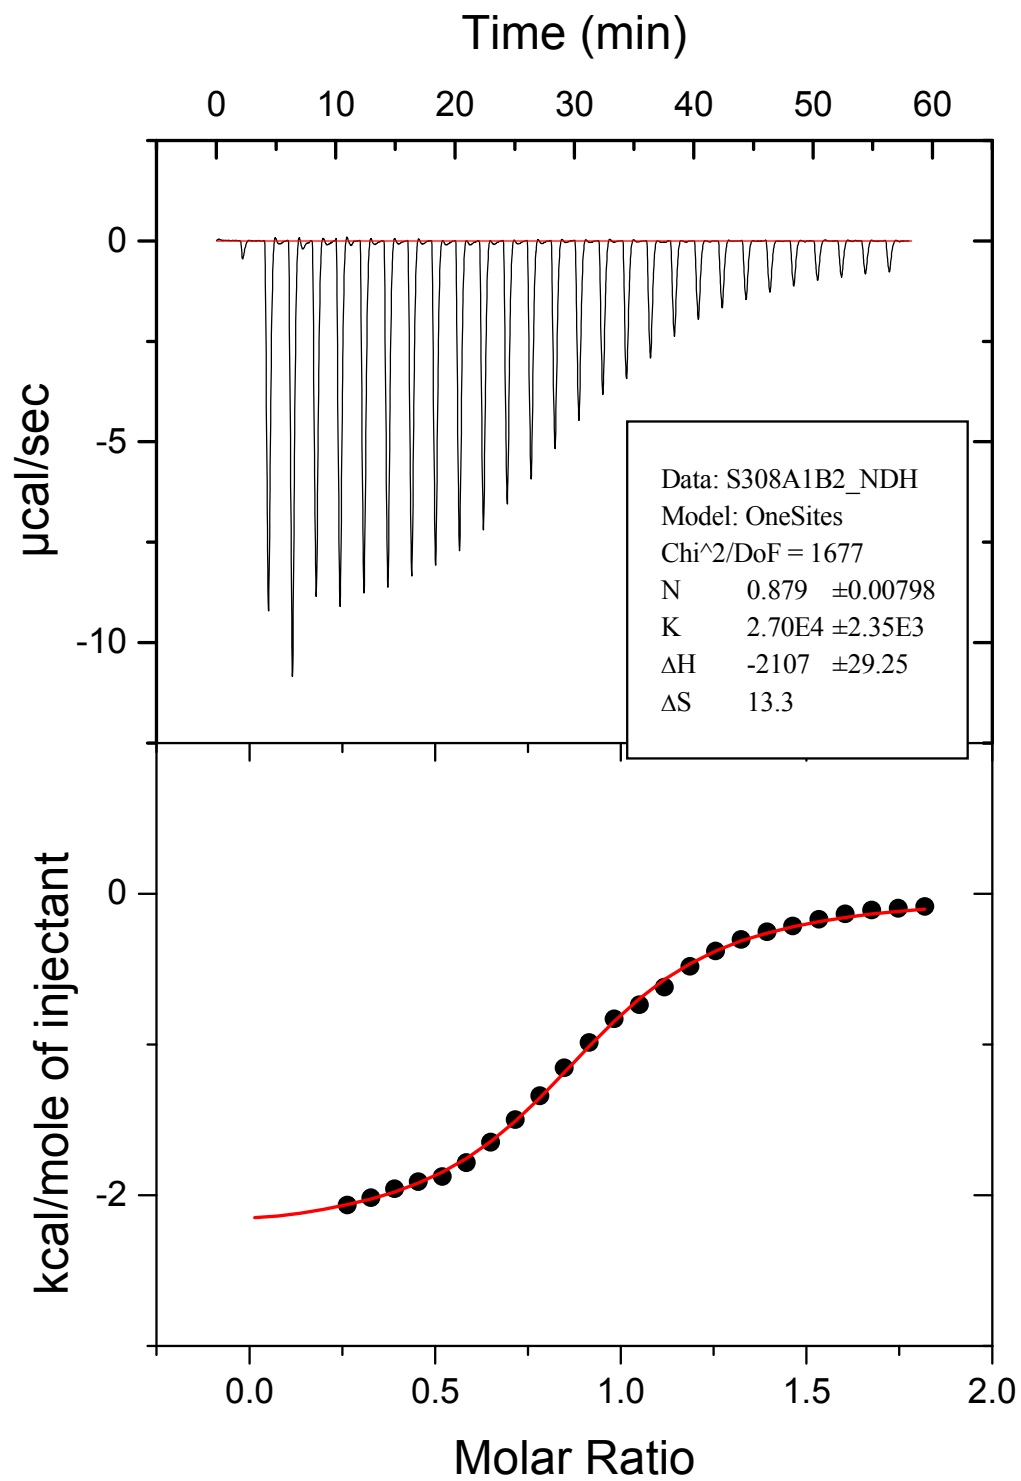 Time (min)
0 10 20 30 40 50 60
0
-5
-10
µcal/sec
Data: S308A1B2_NDH
Model: OneSites
Chi^2/DoF = 1677
N 0.879 ±0.00798
K 2.70E4 ±2.35E3
ΔH -2107 ±29.25
ΔS 13.3
0
-2
kcal/mole of injectant
0.0 0.5 1.0 1.5 2.0
Molar Ratio